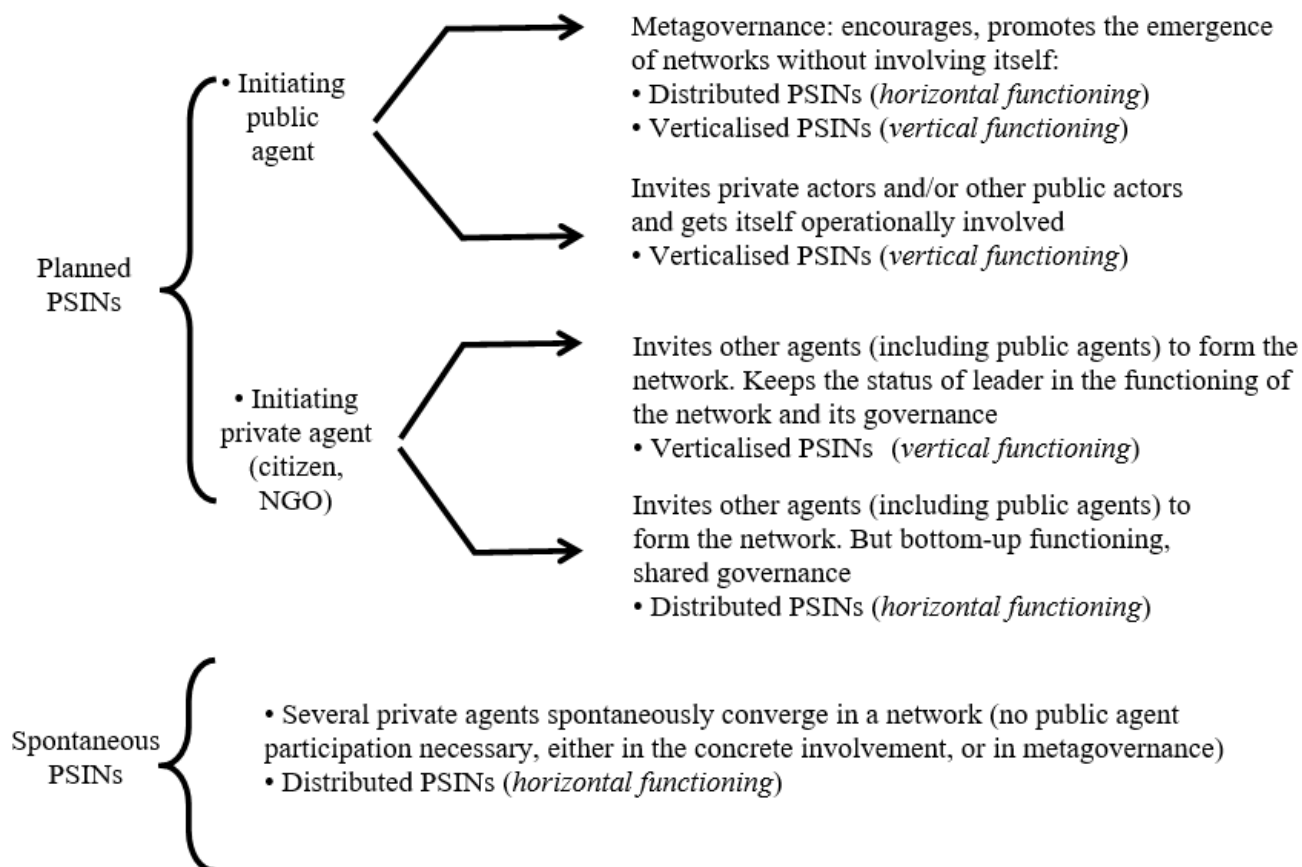 Planned
PSINs
• Initiating
public
agent
Metagovernance: encourages, promotes the emergence
of networks without involving itself:
• Distributed PSINs (horizontal functioning)
• Verticalised PSINs (vertical functioning)
Invites private actors and/or other public actors
and gets itself operationally involved
• Verticalised PSINs (vertical functioning)
• Initiating
private agent
(citizen,
NGO)
Invites other agents (including public agents) to form the
network. Keeps the status of leader in the functioning of
the network and its governance
• Verticalised PSINs (vertical functioning)
Invites other agents (including public agents) to
form the network. But bottom-up functioning,
shared governance
• Distributed PSINs (horizontal functioning)
Spontaneous
PSINs
• Several private agents spontaneously converge in a network (no public agent
participation necessary, either in the concrete involvement, or in metagovernance)
• Distributed PSINs (horizontal functioning)